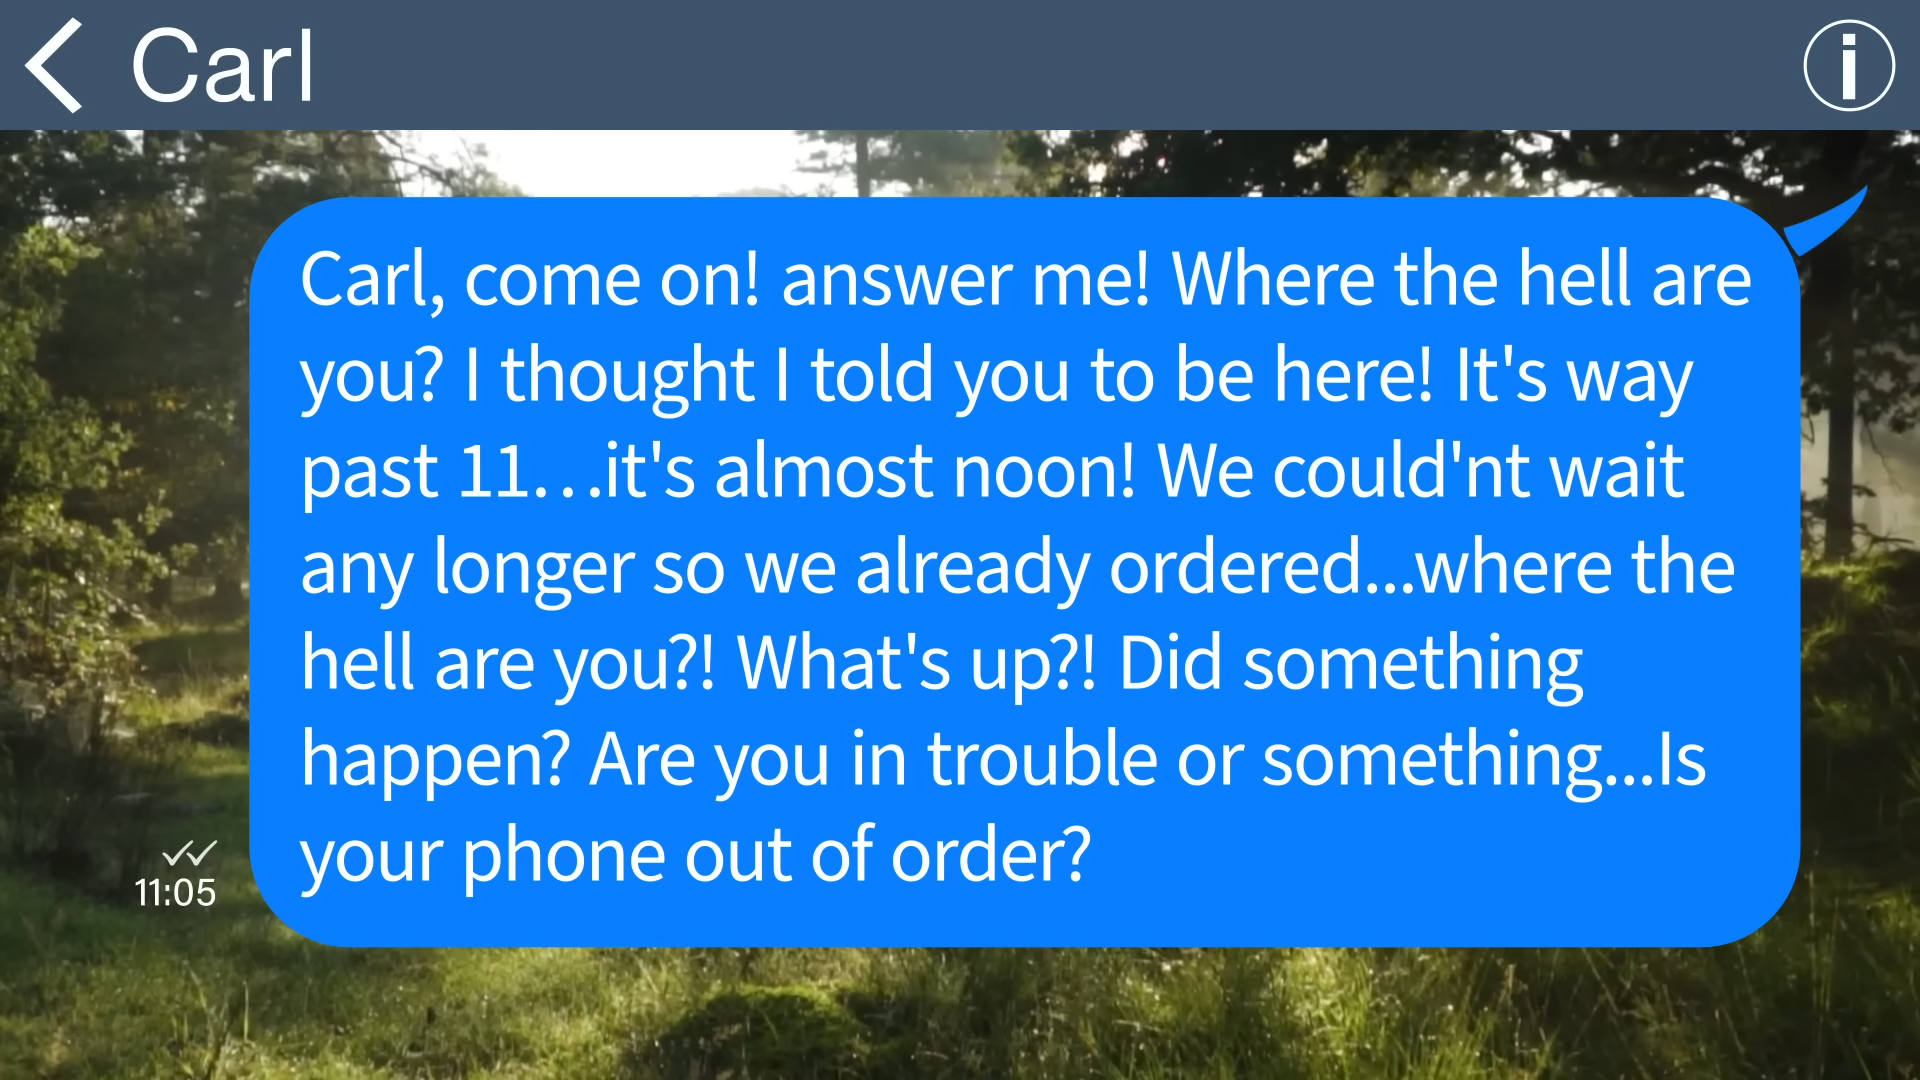 Carl
i
Carl, come on! answer me! Where the hell are
you? I thought I told you to be here! It's way
past 11…it's almost noon! We could'nt wait
any longer so we already ordered...where the
hell are you?! What's up?! Did something
happen? Are you in trouble or something...Is
your phone out of order?
11:05